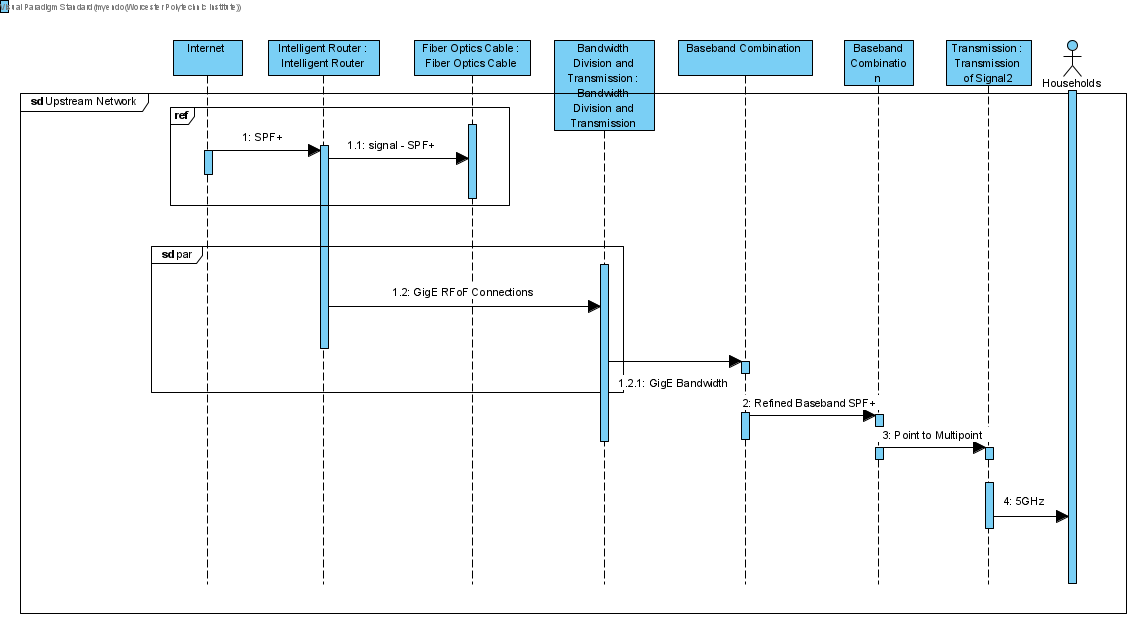 Visual Paradigm Standard(myendo(Worcester Polytechnic Institute))
Internet
Intelligent Router :
Intelligent Router
Fiber Optics Cable :
Fiber Optics Cable
Bandwidth
Division and
Transmission :
Bandwidth
Division and
Transmission
Baseband Combination
Baseband
Combinatio
n
Transmission :
Transmission
of Signal2
Households
sd Upstream Network
ref
1: SPF+
1.1: signal - SPF+
sd par
1.2: GigE RFoF Connections
1.2.1: GigE Bandwidth
2: Refined Baseband SPF+
3: Point to Multipoint
4: 5GHz